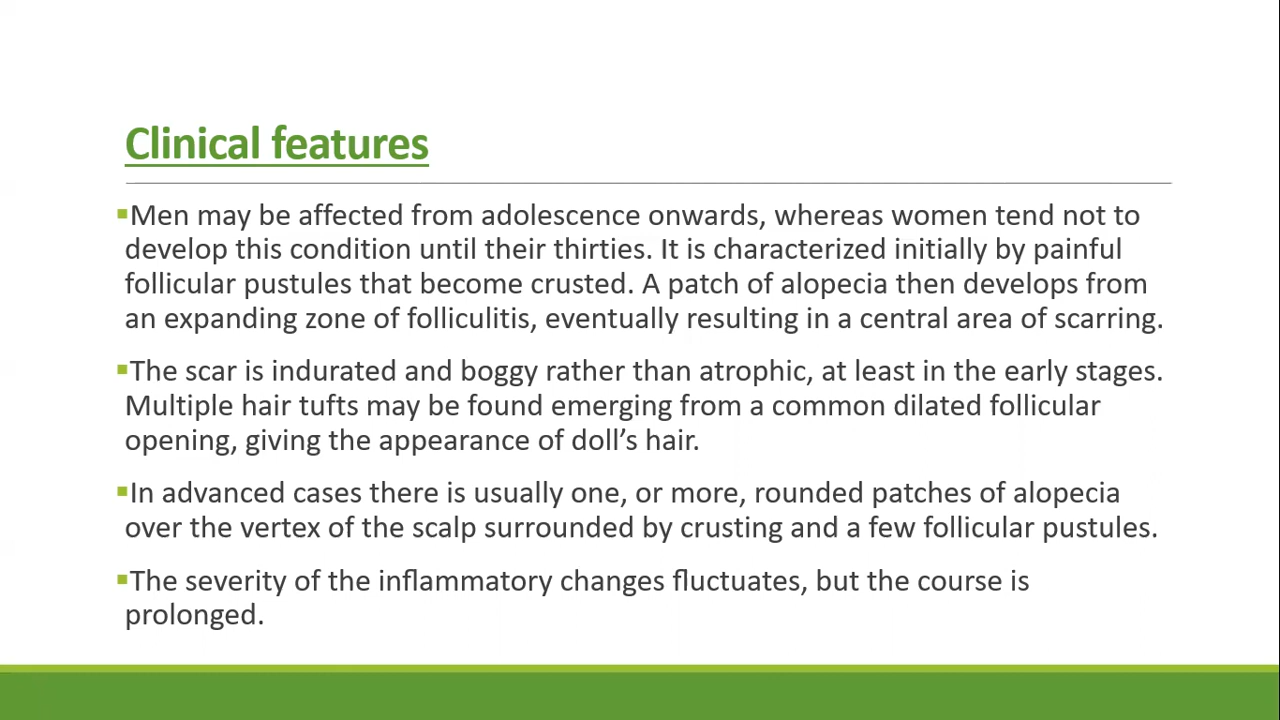 Clinical features
▪Men may be affected from adolescence onwards, whereas women tend not to
develop this condition until their thirties. It is characterized initially by painful
follicular pustules that become crusted. A patch of alopecia then develops from
an expanding zone of folliculitis, eventually resulting in a central area of scarring.
▪The scar is indurated and boggy rather than atrophic, at least in the early stages.
Multiple hair tufts may be found emerging from a common dilated follicular
opening, giving the appearance of doll’s hair.
▪In advanced cases there is usually one, or more, rounded patches of alopecia
over the vertex of the scalp surrounded by crusting and a few follicular pustules.
▪The severity of the inflammatory changes fluctuates, but the course is
prolonged.